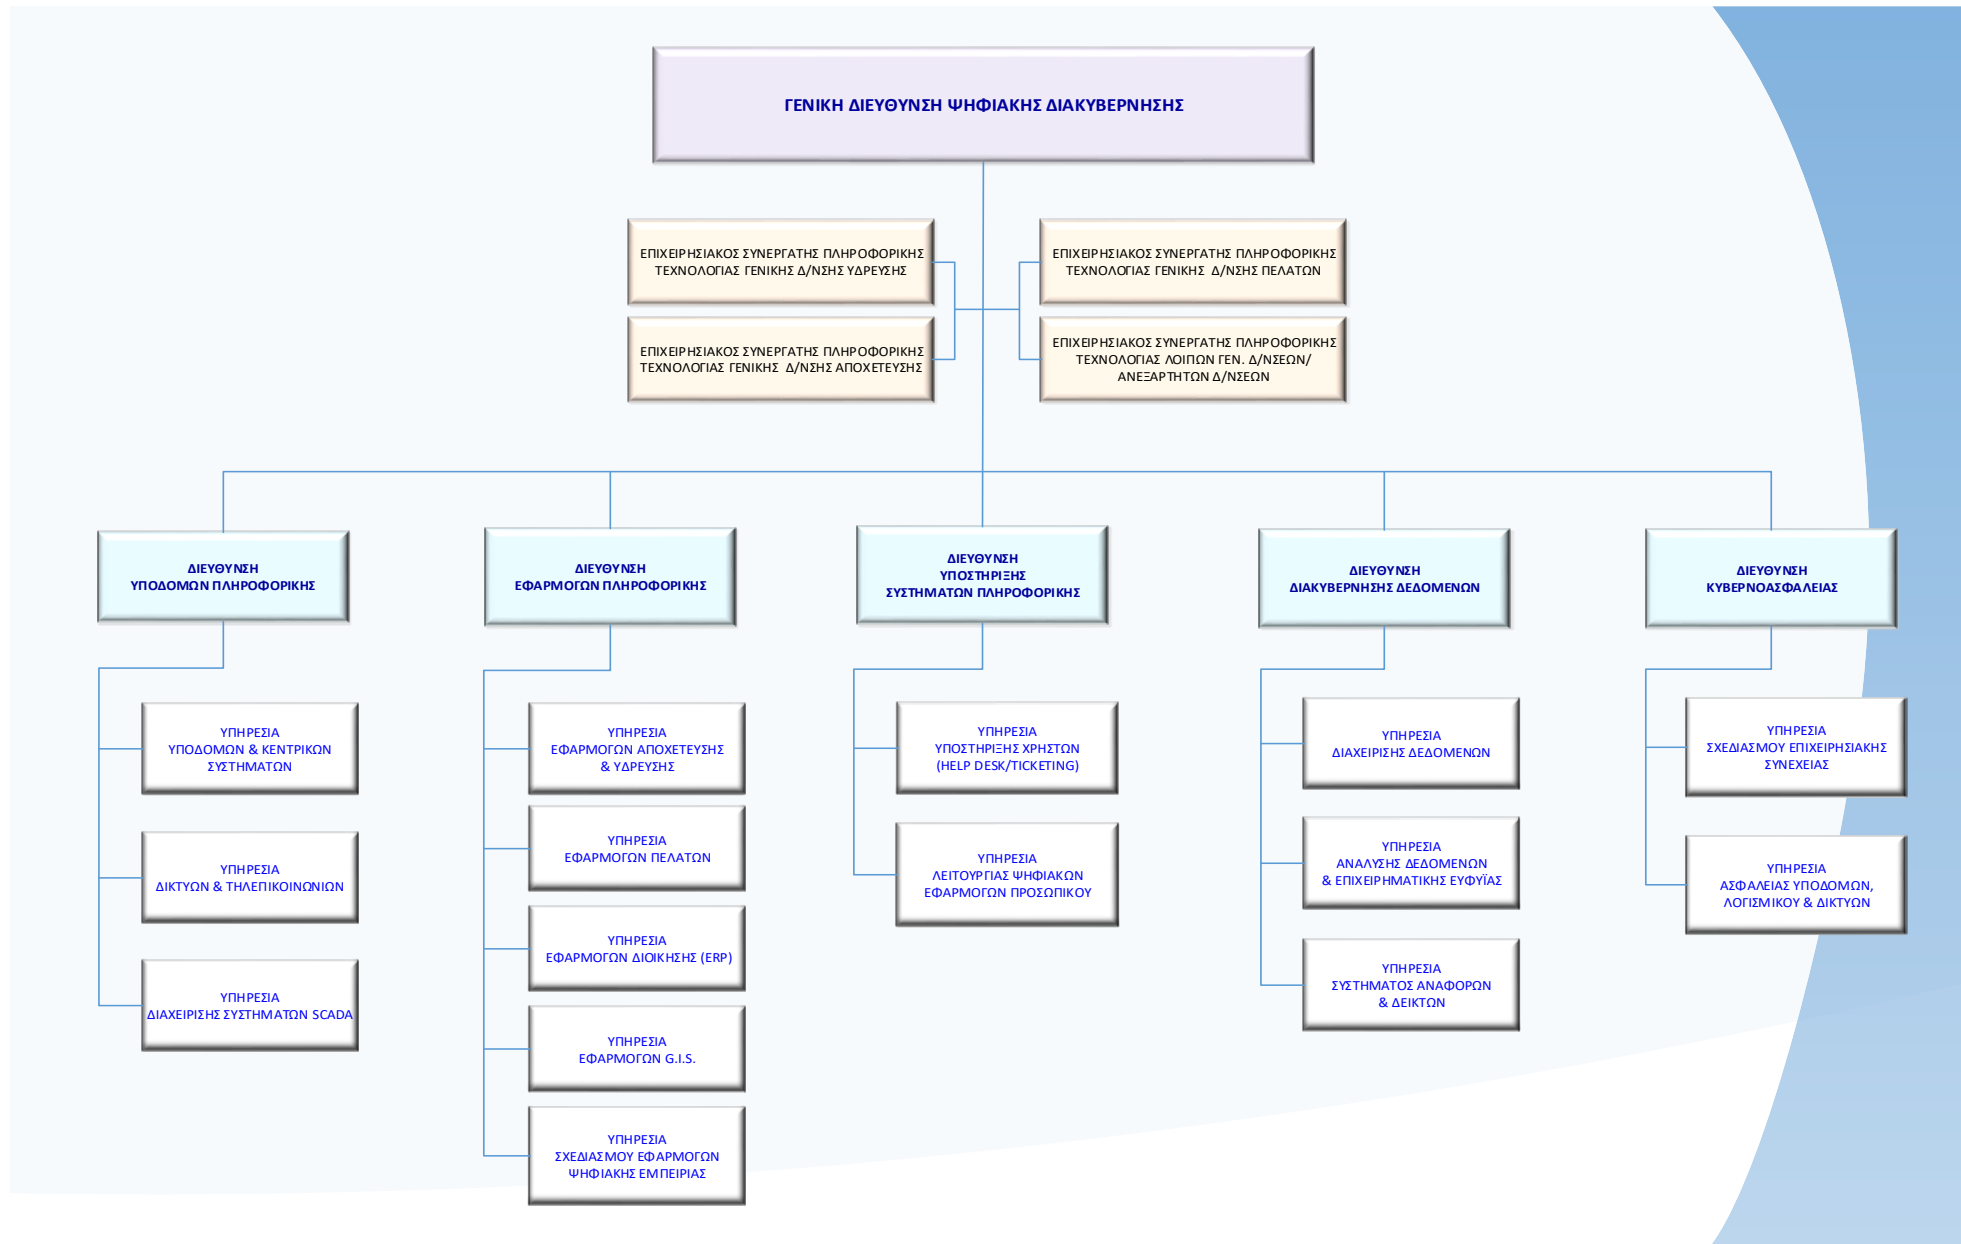 ΓΕΝΙΚΗ ΔΙΕΥΘΥΝΣΗ ΨΗΦΙΑΚΗΣ ΔΙΑΚΥΒΕΡΝΗΣΗΣ
ΕΠΙΧΕΙΡΗΣΙΑΚΟΣ ΣΥΝΕΡΓΑΤΗΣ ΠΛΗΡΟΦΟΡΙΚΗΣ
ΤΕΧΝΟΛΟΓΙΑΣ ΓΕΝΙΚΗΣ Δ/ΝΣΗΣ ΥΔΡΕΥΣΗΣ
ΕΠΙΧΕΙΡΗΣΙΑΚΟΣ ΣΥΝΕΡΓΑΤΗΣ ΠΛΗΡΟΦΟΡΙΚΗΣ
ΤΕΧΝΟΛΟΓΙΑΣ ΓΕΝΙΚΗΣ Δ/ΝΣΗΣ ΠΕΛΑΤΩΝ
ΕΠΙΧΕΙΡΗΣΙΑΚΟΣ ΣΥΝΕΡΓΑΤΗΣ ΠΛΗΡΟΦΟΡΙΚΗΣ
ΤΕΧΝΟΛΟΓΙΑΣ ΓΕΝΙΚΗΣ Δ/ΝΣΗΣ ΑΠΟΧΕΤΕΥΣΗΣ
ΕΠΙΧΕΙΡΗΣΙΑΚΟΣ ΣΥΝΕΡΓΑΤΗΣ ΠΛΗΡΟΦΟΡΙΚΗΣ
ΤΕΧΝΟΛΟΓΙΑΣ ΛΟΙΠΩΝ ΓΕΝ. Δ/ΝΣΕΩΝ/
ΑΝΕΞΑΡΤΗΤΩΝ Δ/ΝΣΕΩΝ
ΔΙΕΥΘΥΝΣΗ
ΥΠΟΔΟΜΩΝ ΠΛΗΡΟΦΟΡΙΚΗΣ
ΔΙΕΥΘΥΝΣΗ
ΕΦΑΡΜΟΓΩΝ ΠΛΗΡΟΦΟΡΙΚΗΣ
ΔΙΕΥΘΥΝΣΗ
ΥΠΟΣΤΗΡΙΞΗΣ
ΣΥΣΤΗΜΑΤΩΝ ΠΛΗΡΟΦΟΡΙΚΗΣ
ΔΙΕΥΘΥΝΣΗ
ΔΙΑΚΥΒΕΡΝΗΣΗΣ ΔΕΔΟΜΕΝΩΝ
ΔΙΕΥΘΥΝΣΗ
ΚΥΒΕΡΝΟΑΣΦΑΛΕΙΑΣ
ΥΠΗΡΕΣΙΑ
ΥΠΟΔΟΜΩΝ & ΚΕΝΤΡΙΚΩΝ
ΣΥΣΤΗΜΑΤΩΝ
ΥΠΗΡΕΣΙΑ
ΔΙΚΤΥΩΝ & ΤΗΛΕΠΙΚΟΙΝΩΝΙΩΝ
ΥΠΗΡΕΣΙΑ
ΔΙΑΧΕΙΡΙΣΗΣ ΣΥΣΤΗΜΑΤΩΝ SCADA
ΥΠΗΡΕΣΙΑ
ΕΦΑΡΜΟΓΩΝ ΑΠΟΧΕΤΕΥΣΗΣ
& ΥΔΡΕΥΣΗΣ
ΥΠΗΡΕΣΙΑ
ΕΦΑΡΜΟΓΩΝ ΠΕΛΑΤΩΝ
ΥΠΗΡΕΣΙΑ
ΕΦΑΡΜΟΓΩΝ ΔΙΟΙΚΗΣΗΣ (ERP)
ΥΠΗΡΕΣΙΑ
ΕΦΑΡΜΟΓΩΝ G.I.S.
ΥΠΗΡΕΣΙΑ
ΣΧΕΔΙΑΣΜΟΥ ΕΦΑΡΜΟΓΩΝ
ΨΗΦΙΑΚΗΣ ΕΜΠΕΙΡΙΑΣ
ΥΠΗΡΕΣΙΑ
ΥΠΟΣΤΗΡΙΞΗΣ ΧΡΗΣΤΩΝ
(HELP DESK/TICKETING)
ΥΠΗΡΕΣΙΑ
ΛΕΙΤΟΥΡΓΙΑΣ ΨΗΦΙΑΚΩΝ
ΕΦΑΡΜΟΓΩΝ ΠΡΟΣΩΠΙΚΟΥ
ΥΠΗΡΕΣΙΑ
ΔΙΑΧΕΙΡΙΣΗΣ ΔΕΔΟΜΕΝΩΝ
ΥΠΗΡΕΣΙΑ
ΑΝΑΛΥΣΗΣ ΔΕΔΟΜΕΝΩΝ
& ΕΠΙΧΕΙΡΗΜΑΤΙΚΗΣ ΕΥΦΥΪΑΣ
ΥΠΗΡΕΣΙΑ
ΣΥΣΤΗΜΑΤΟΣ ΑΝΑΦΟΡΩΝ
& ΔΕΙΚΤΩΝ
ΥΠΗΡΕΣΙΑ
ΣΧΕΔΙΑΣΜΟΥ ΕΠΙΧΕΙΡΗΣΙΑΚΗΣ
ΣΥΝΕΧΕΙΑΣ
ΥΠΗΡΕΣΙΑ
ΑΣΦΑΛΕΙΑΣ ΥΠΟΔΟΜΩΝ,
ΛΟΓΙΣΜΙΚΟΥ & ΔΙΚΤΥΩΝ